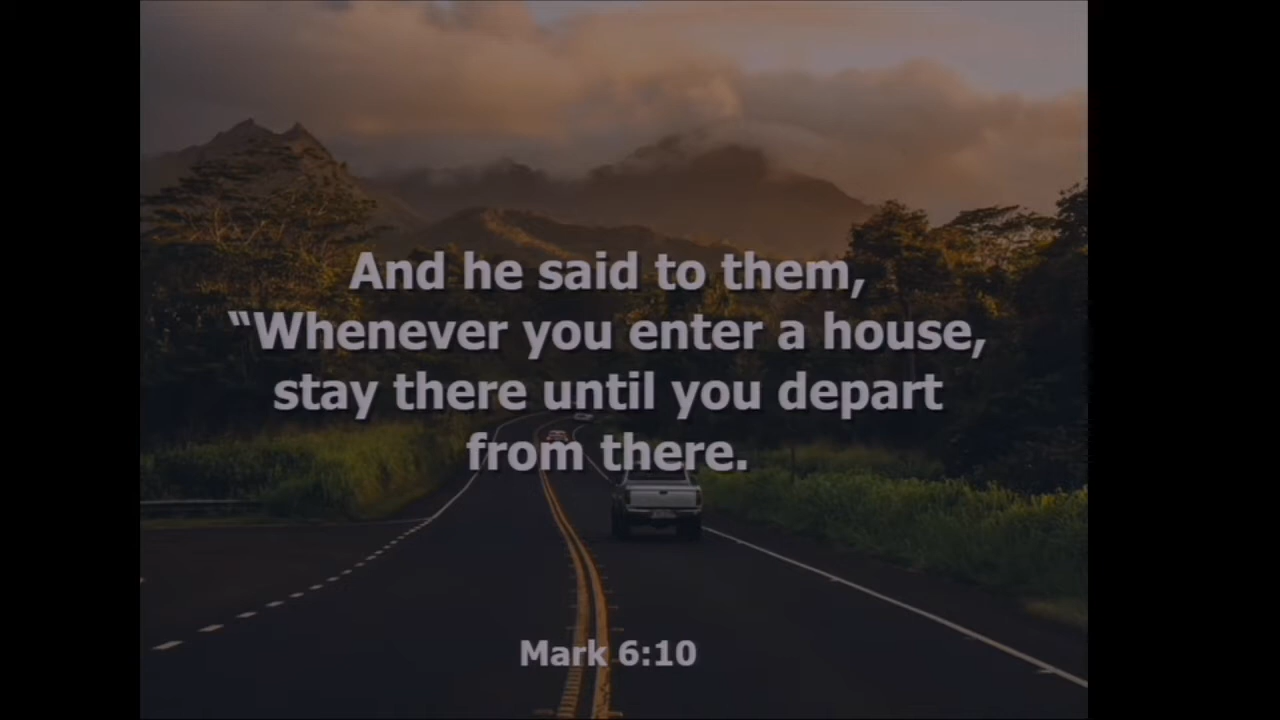 And he said to them,
“Whenever you enter a house,
stay there until you depart
from there.
Mark 6:10